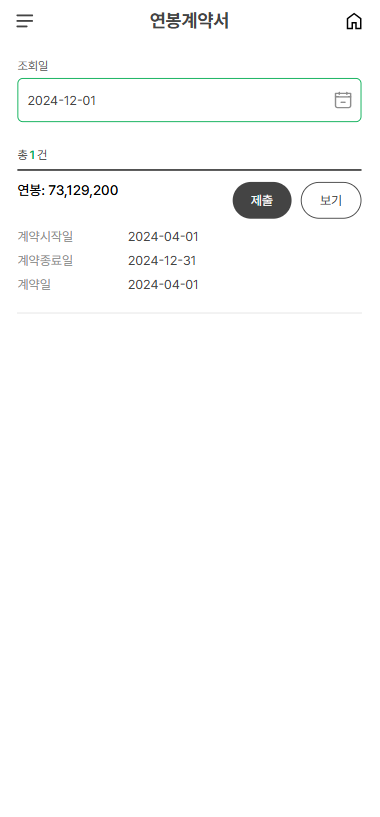 연봉계약서
조회일
2024-12-01
총 1 건
연봉: 73,129,200
제출 보기
계약시작일 2024-04-01
계약종료일 2024-12-31
계약일 2024-04-01